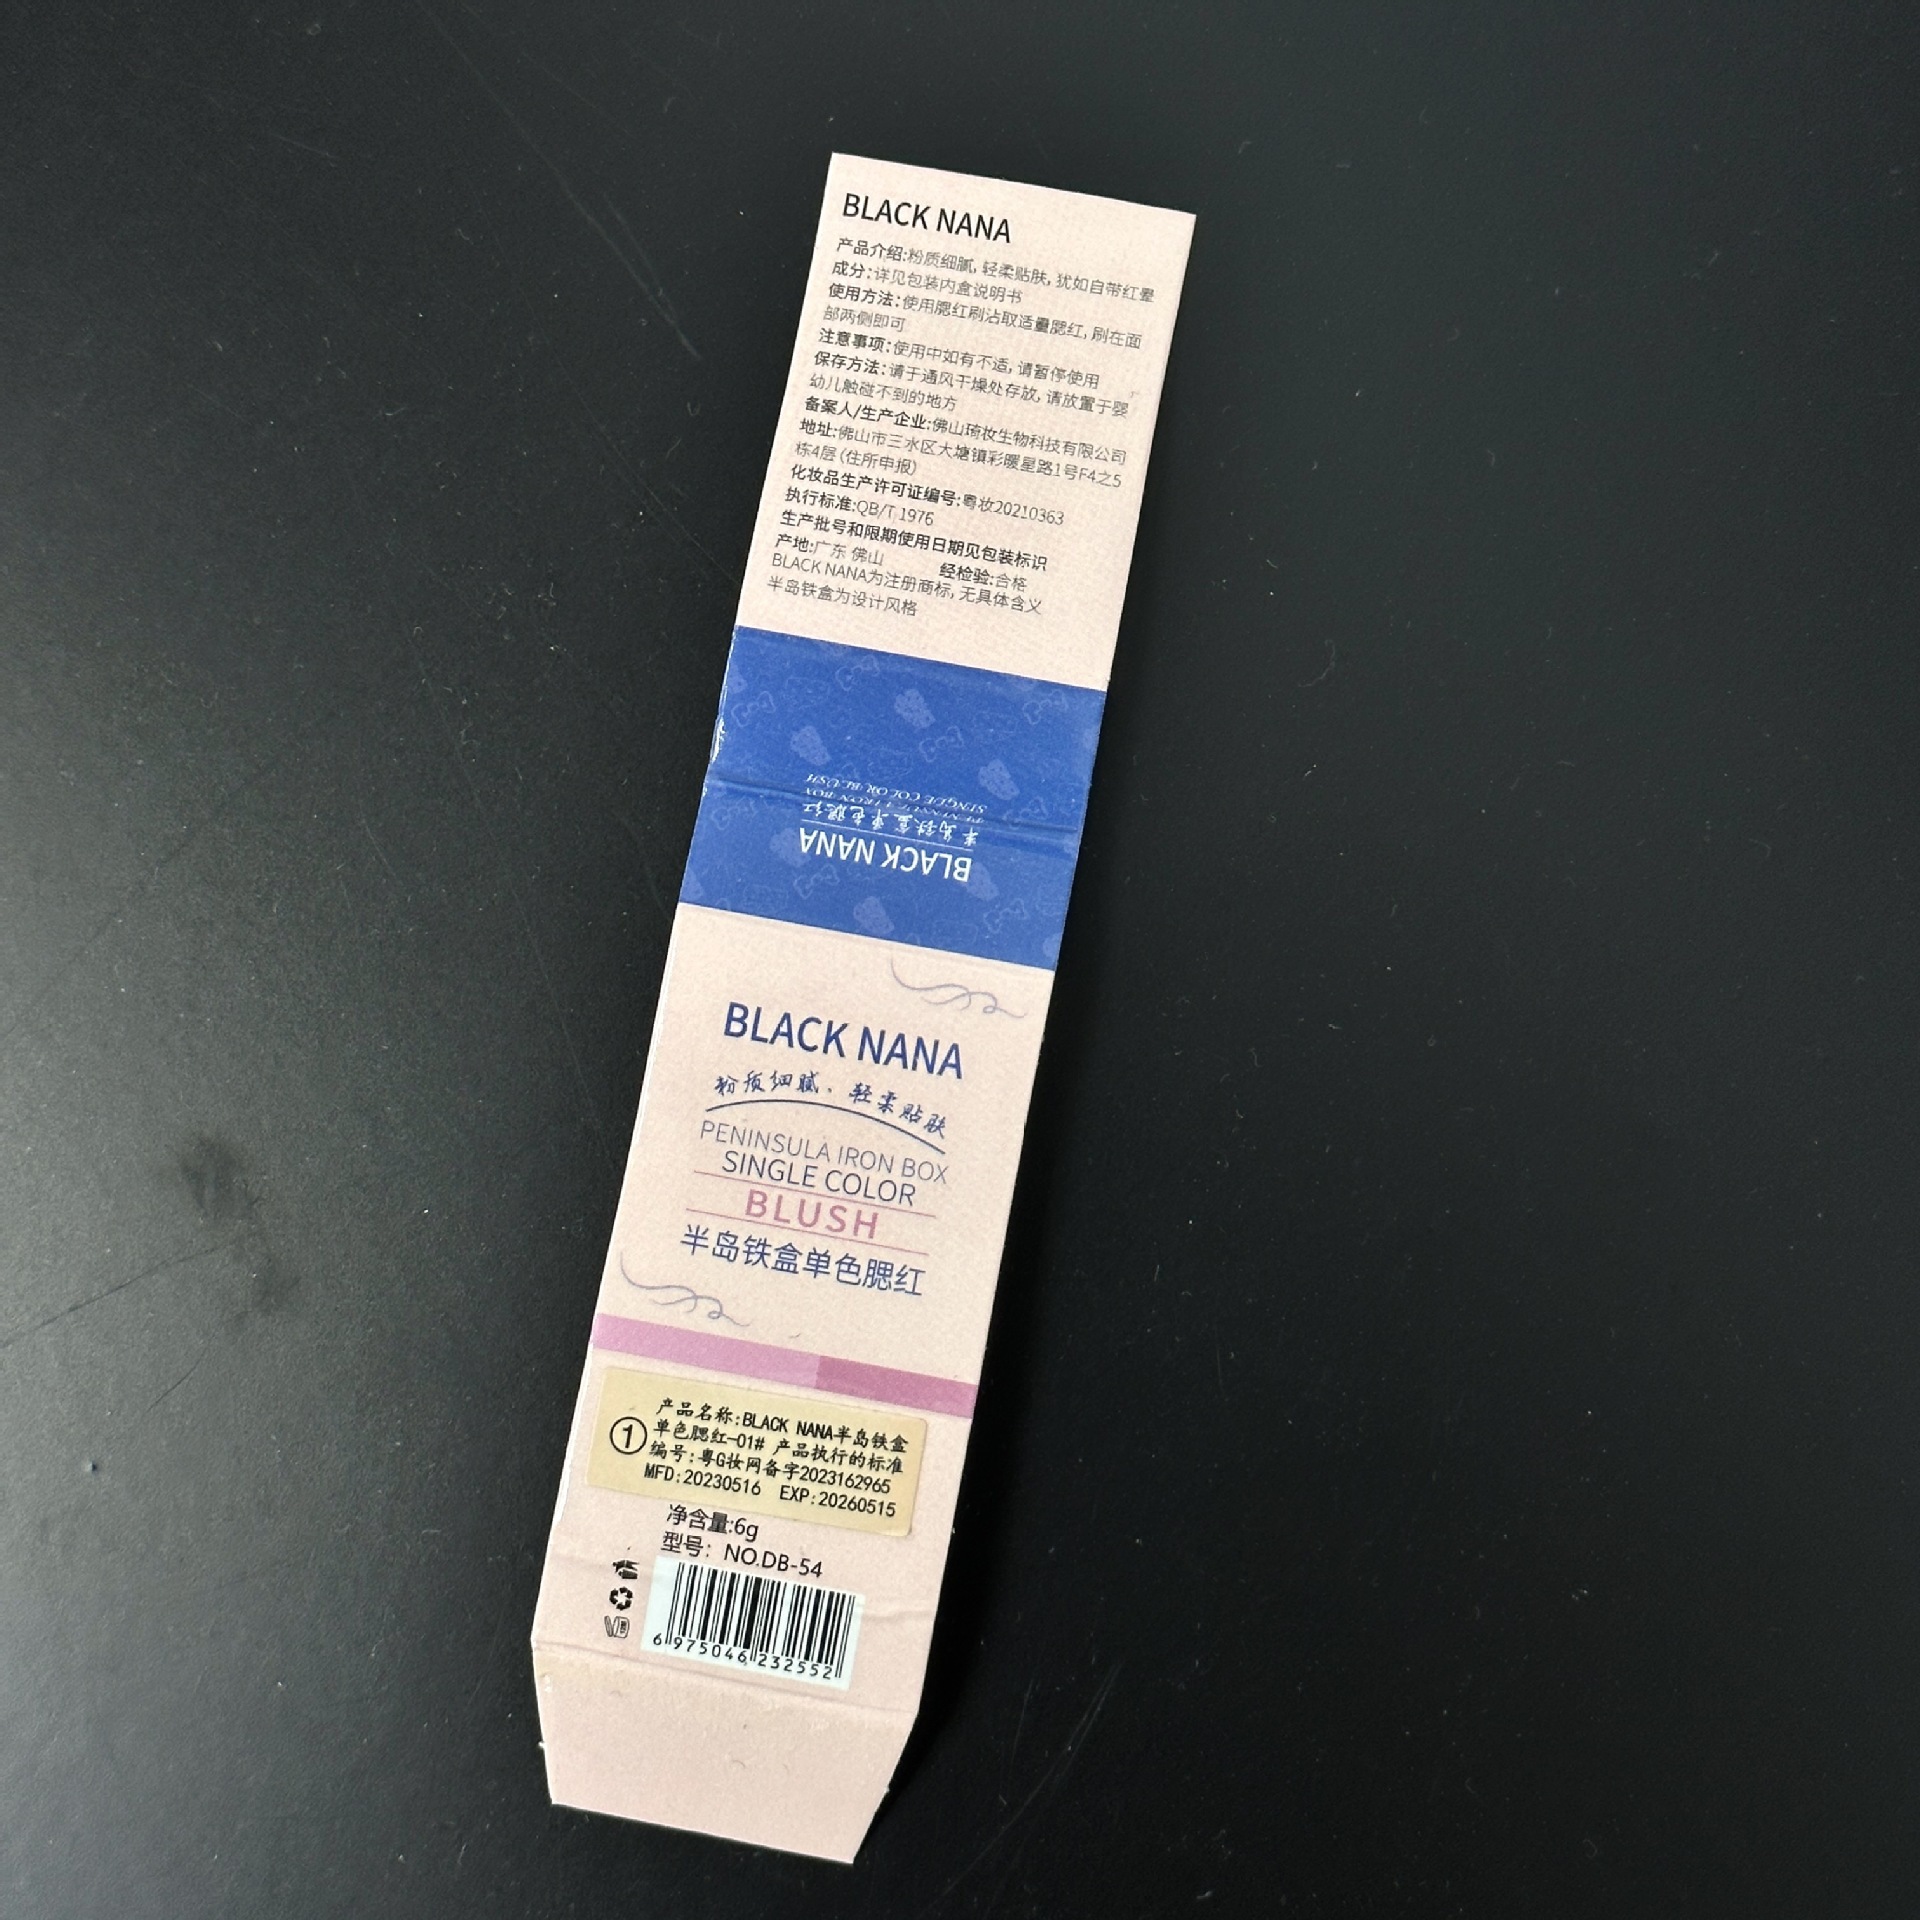 BLACK NANA
产品介绍:粉质细腻, 轻柔贴肤, 犹如自带红晕
成分:详见包装内盒说明书
使用方法:使用腮红刷沾取适量腮红, 刷在面
部两侧即可
注意事项:使用中如有不适, 请暂停使用
保存方法:请于通风干燥处存放, 请放置于婴
幼儿触碰不到的地方
备案人/生产企业:佛山琦妆生物科技有限公司
地址:佛山市三水区大塘镇彩暖星路1号F4之5
栋4层 (住所申报)
化妆品生产许可证编号:粤妆20210363
执行标准:QB/T 1976
生产批号和限期使用日期见包装标识
产地:广东 佛山 经检验:合格
BLACK NANA为注册商标, 无具体含义
半岛铁盒为设计风格
BLACK NANA
半岛铁盒单色腮红
PENINSULA IRON BOX
SINGLE COLOR BLUSH
BLACK NANA
粉质细腻、轻柔贴肤
PENINSULA IRON BOX
SINGLE COLOR
BLUSH
半岛铁盒单色腮红
① 产品名称:BLACK NANA半岛铁盒
单色腮红-01# 产品执行的标准
编号:粤G妆网备字2023162965
MFD:20230516 EXP:20260515
净含量:6g
型号: NO.DB-54
6 975046 232552